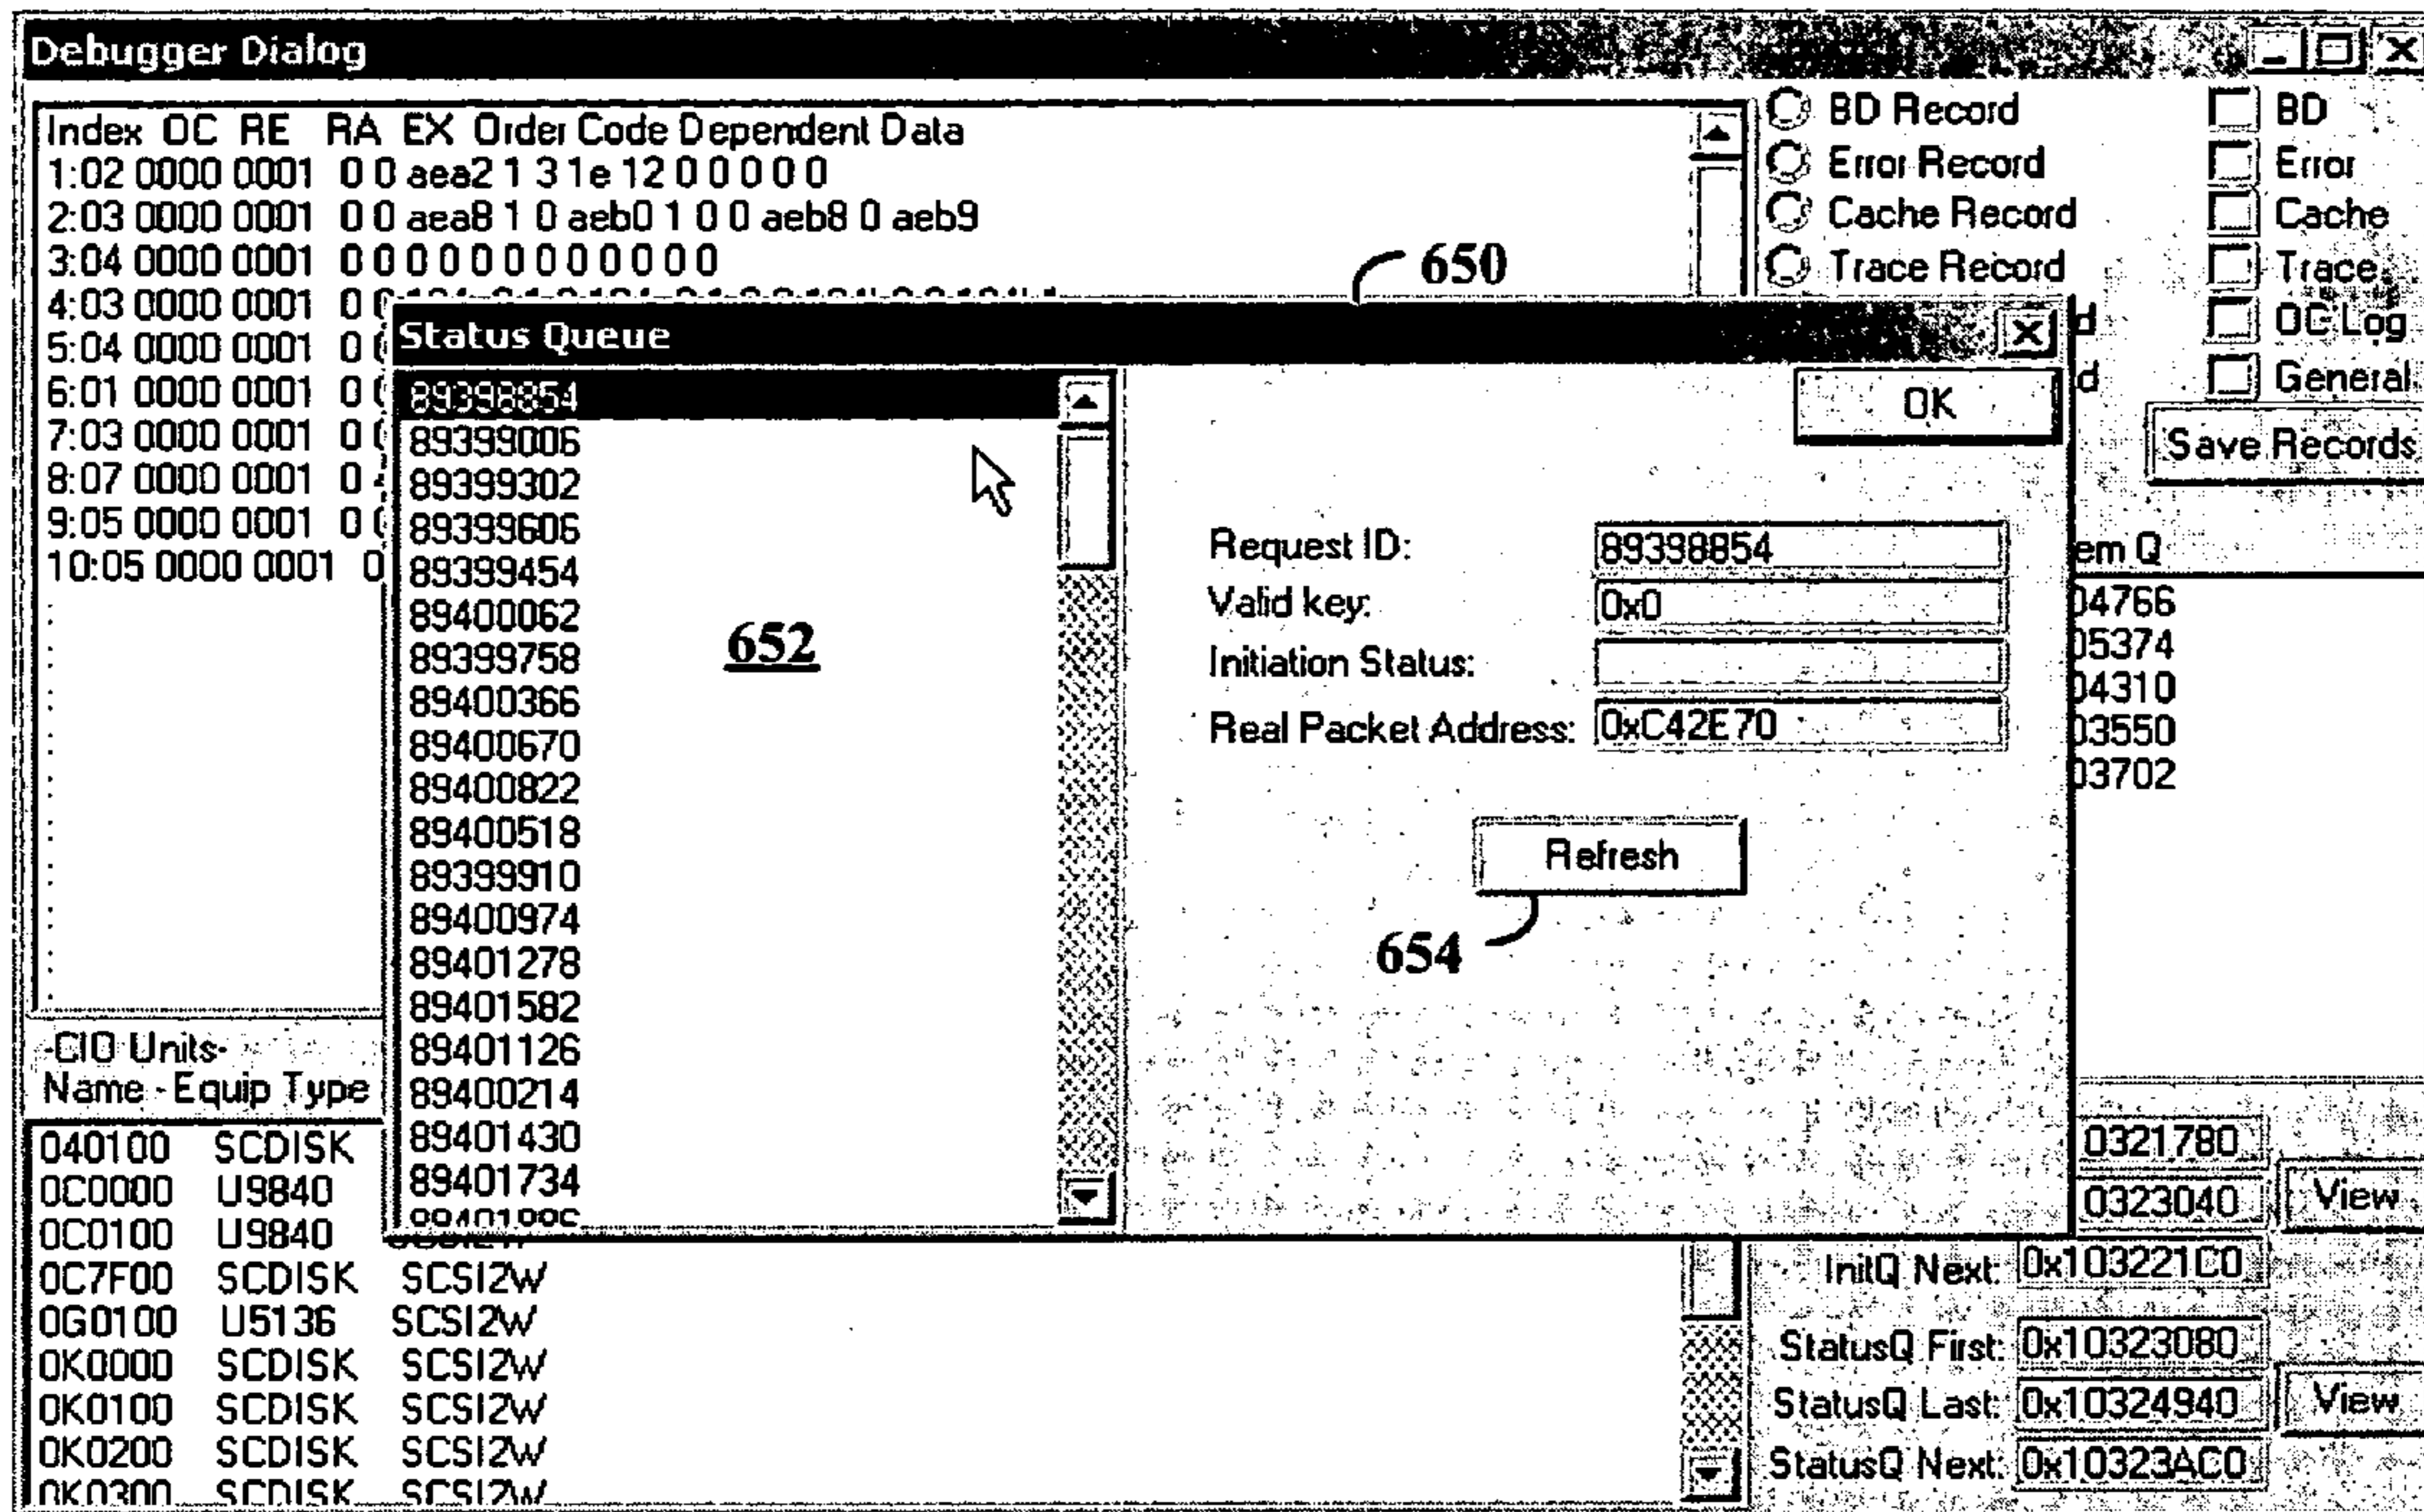 Debugger Dialog
Index OC RE RA EX Order Code Dependent Data
1:02 0000 0001 0 0 aea2 1 3 1e 12 0 0 0 0 0
2:03 0000 0001 0 0 aea8 1 0 aeb0 1 0 0 aeb8 0 aeb9
3:04 0000 0001 0 0 0 0 0 0 0 0 0 0 0
4:03 0000 0001 0
5:04 0000 0001 0
6:01 0000 0001 0
7:03 0000 0001 0
8:07 0000 0001 0
9:05 0000 0001 0
10:05 0000 0001 0
BD Record
Error Record
Cache Record
Trace Record
d
d
BD
Error
Cache
Trace
OC Log
General
Save Records
650
Status Queue
89398854
89399006
89399302
89399606
89399454
89400062
89399758
89400366
89400670
89400822
89400518
89399910
89400974
89401278
89401582
89401126
89400214
89401430
89401734
652
OK
Request ID: 89398854
Valid key: 0x0
Initiation Status:
Real Packet Address: 0xC42E70
Refresh
654
em Q
04766
05374
04310
03550
03702
-CIO Units-
Name - Equip Type
040100 SCDISK
0C0000 U9840
0C0100 U9840
0C7F00 SCDISK SCSI2W
0G0100 U5136 SCSI2W
0K0000 SCDISK SCSI2W
0K0100 SCDISK SCSI2W
0K0200 SCDISK SCSI2W
0K0300 SCDISK SCSI2W
0321780
0323040 View
InitQ Next: 0x103221C0
StatusQ First: 0x10323080
StatusQ Last: 0x10324940 View
StatusQ Next: 0x10323AC0